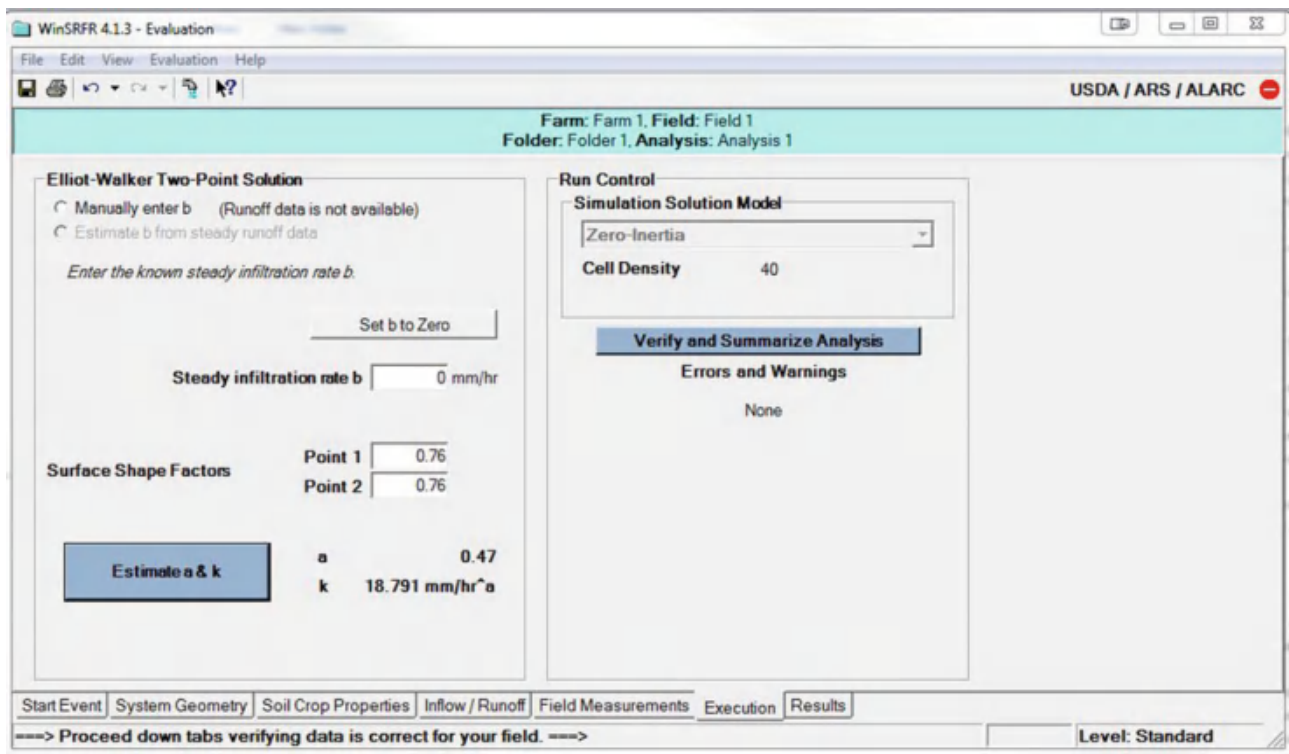 WinSRFR 4.1.3 - Evaluation
File Edit View Evaluation Help
USDA / ARS / ALARC
Farm: Farm 1, Field: Field 1
Folder: Folder 1, Analysis: Analysis 1
Elliot-Walker Two-Point Solution
Manually enter b (Runoff data is not available)
Estimate b from steady runoff data
Enter the known steady infiltration rate b.
Set b to Zero
Steady infiltration rate b 0 mm/hr
Surface Shape Factors
Point 1 0.76
Point 2 0.76
Estimate a & k
a 0.47
k 18.791 mm/hr^a
Run Control
Simulation Solution Model
Zero-Inertia
Cell Density 40
Verify and Summarize Analysis
Errors and Warnings
None
Start Event System Geometry Soil Crop Properties Inflow / Runoff Field Measurements Execution Results
===> Proceed down tabs verifying data is correct for your field. ===>
Level: Standard